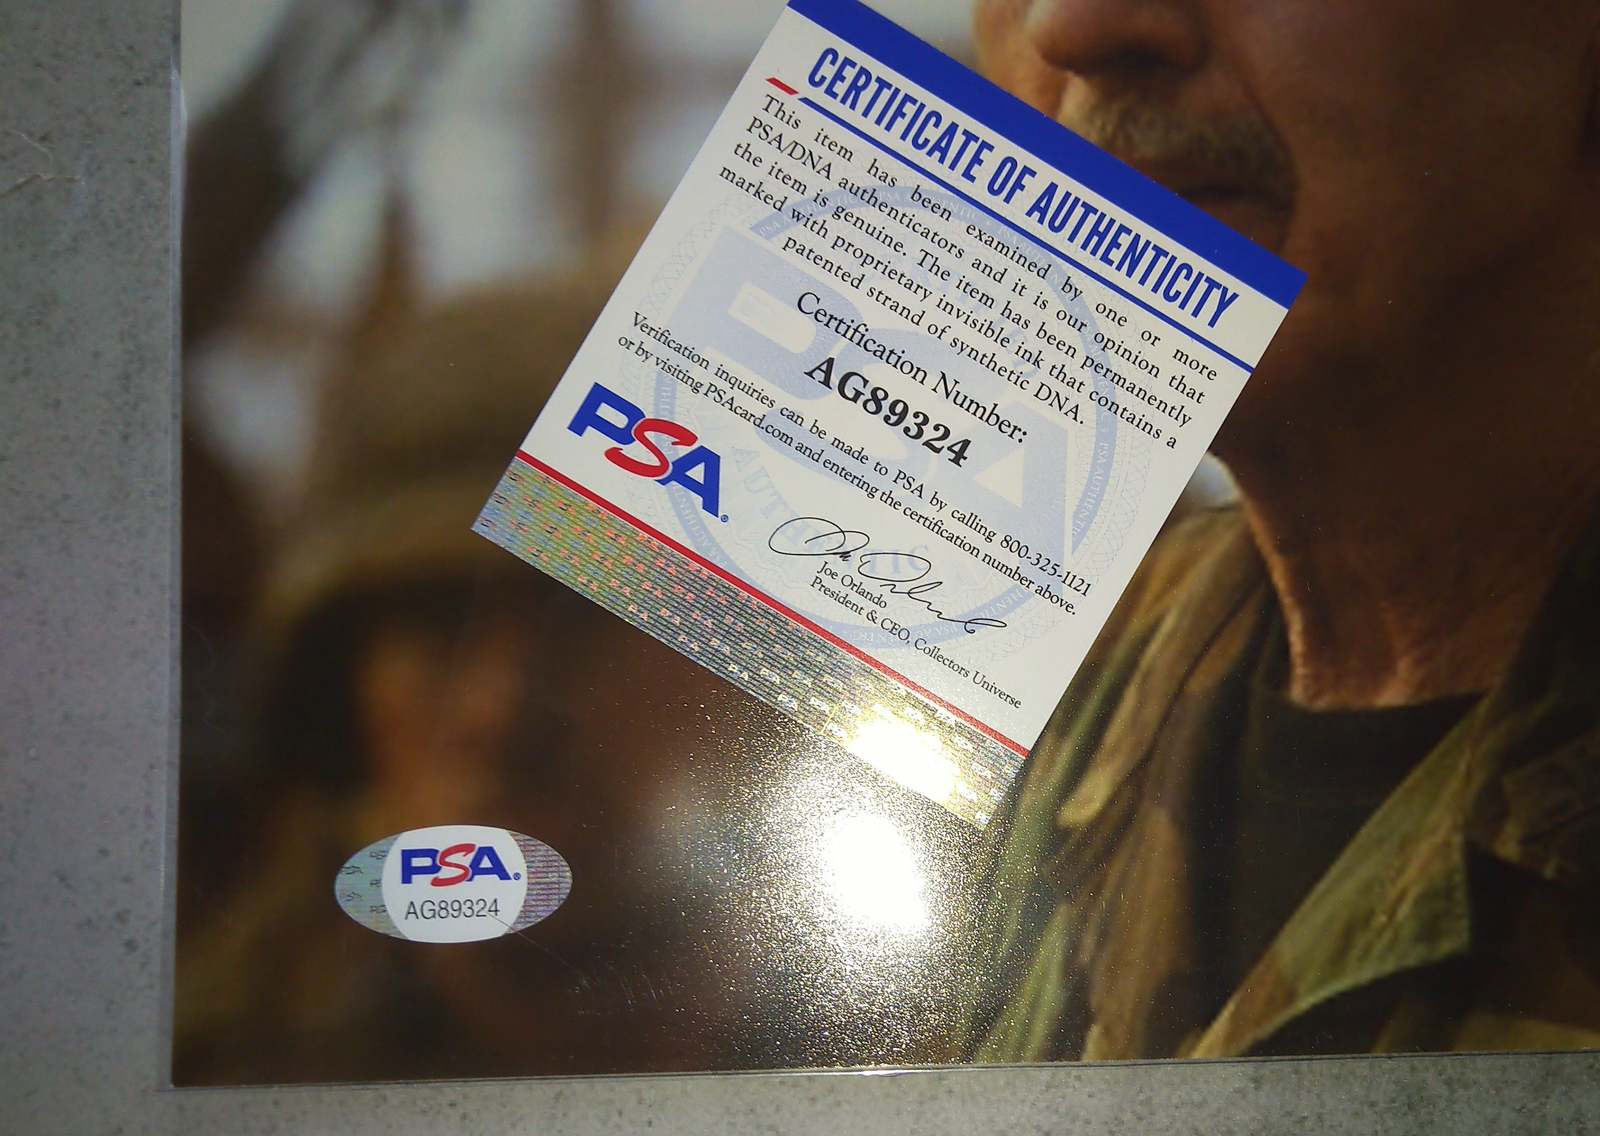 CERTIFICATE OF AUTHENTICITY
This item has been examined by one or more
PSA/DNA authenticators and it is our opinion that
the item is genuine. The item has been permanently
marked with proprietary invisible ink that contains a
patented strand of synthetic DNA.
Certification Number:
AG89324
Verification inquiries can be made to PSA by calling 800-325-1121
or by visiting PSAcard.com and entering the certification number above.
PSA®
Joe Orlando
President & CEO, Collectors Universe
PSA®
AG89324